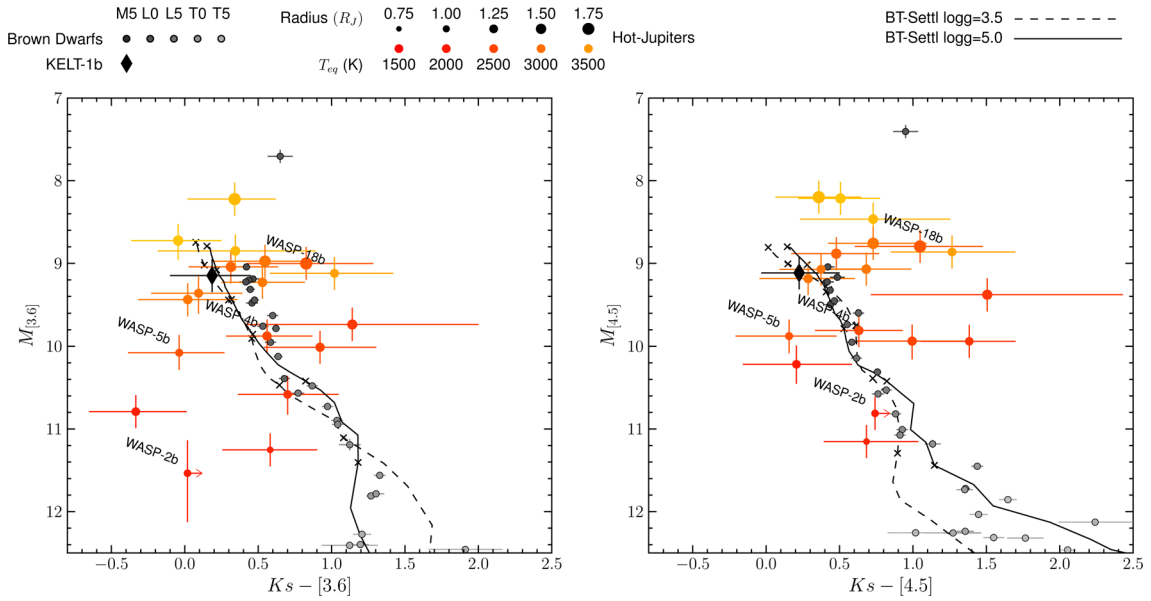 M5 L0 L5 T0 T5
Brown Dwarfs
KELT-1b
Radius (R_J) 0.75 1.00 1.25 1.50 1.75
Hot-Jupiters
T_eq (K) 1500 2000 2500 3000 3500
BT-Settl logg=3.5
BT-Settl logg=5.0
7
8
9
10
11
12
M_[3.6]
WASP-18b
WASP-4b
WASP-5b
WASP-2b
−0.5 0.0 0.5 1.0 1.5 2.0 2.5
Ks − [3.6]
7
8
9
10
11
12
M_[4.5]
WASP-18b
WASP-4b
WASP-5b
WASP-2b
−0.5 0.0 0.5 1.0 1.5 2.0 2.5
Ks − [4.5]